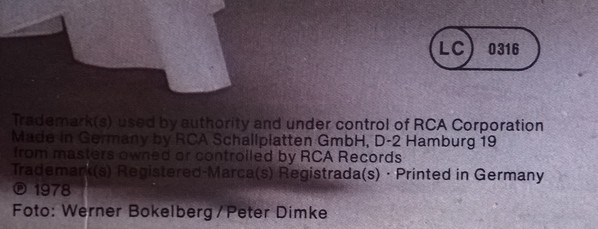 LC 0316
Trademark(s) used by authority and under control of RCA Corporation
Made in Germany by RCA Schallplatten GmbH, D-2 Hamburg 19
from masters owned or controlled by RCA Records
Trademark(s) Registered-Marca(s) Registrada(s) · Printed in Germany
℗ 1978
Foto: Werner Bokelberg/Peter Dimke